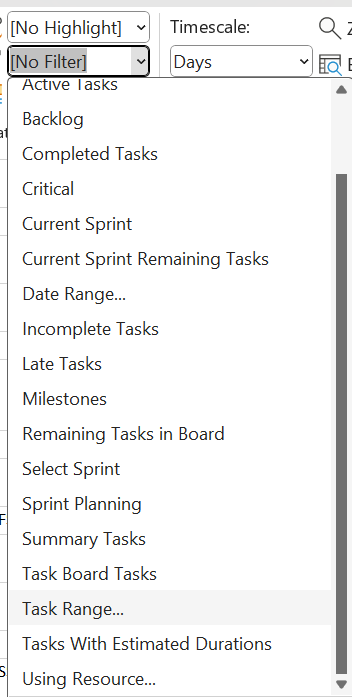 [No Highlight]
Timescale:
[No Filter]
Days
Active Tasks
Backlog
Completed Tasks
Critical
Current Sprint
Current Sprint Remaining Tasks
Date Range...
Incomplete Tasks
Late Tasks
Milestones
Remaining Tasks in Board
Select Sprint
Sprint Planning
Summary Tasks
Task Board Tasks
Task Range...
Tasks With Estimated Durations
Using Resource...